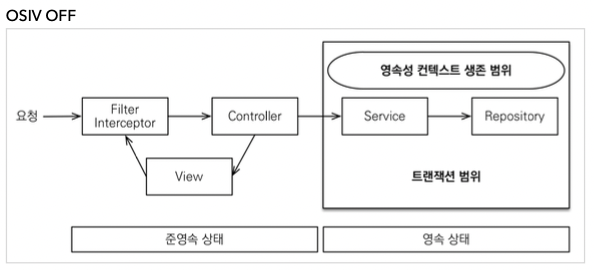 OSIV OFF
영속성 컨텍스트 생존 범위
요청
Filter
Interceptor
Controller
Service
Repository
View
트랜잭션 범위
준영속 상태
영속 상태